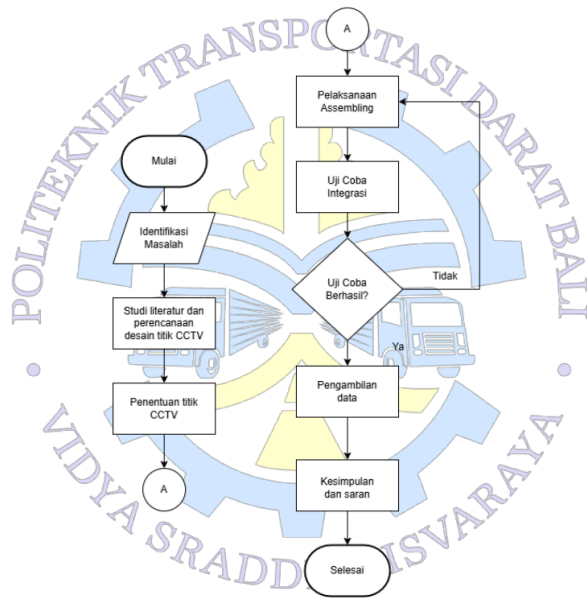 POLITEKNIK TRANSPORTASI DARAT BALI
Mulai
Identifikasi
Masalah
Studi literatur dan
perencanaan
desain titik CCTV
Penentuan titik
CCTV
A
A
Pelaksanaan
Assembling
Uji Coba
Integrasi
Uji Coba
Berhasil?
Tidak
Ya
Pengambilan
data
Kesimpulan
dan saran
Selesai
VIDYA SRADD ISVARAYA